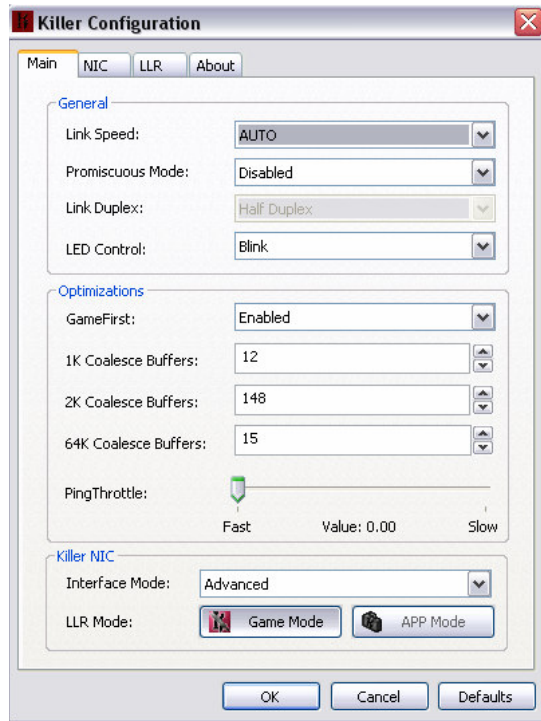 Killer Configuration
Main NIC LLR About
General
Link Speed: AUTO
Promiscuous Mode: Disabled
Link Duplex: Half Duplex
LED Control: Blink
Optimizations
GameFirst: Enabled
1K Coalesce Buffers: 12
2K Coalesce Buffers: 148
64K Coalesce Buffers: 15
PingThrottle:
Fast Value: 0.00 Slow
Killer NIC
Interface Mode: Advanced
LLR Mode: Game Mode APP Mode
OK Cancel Defaults